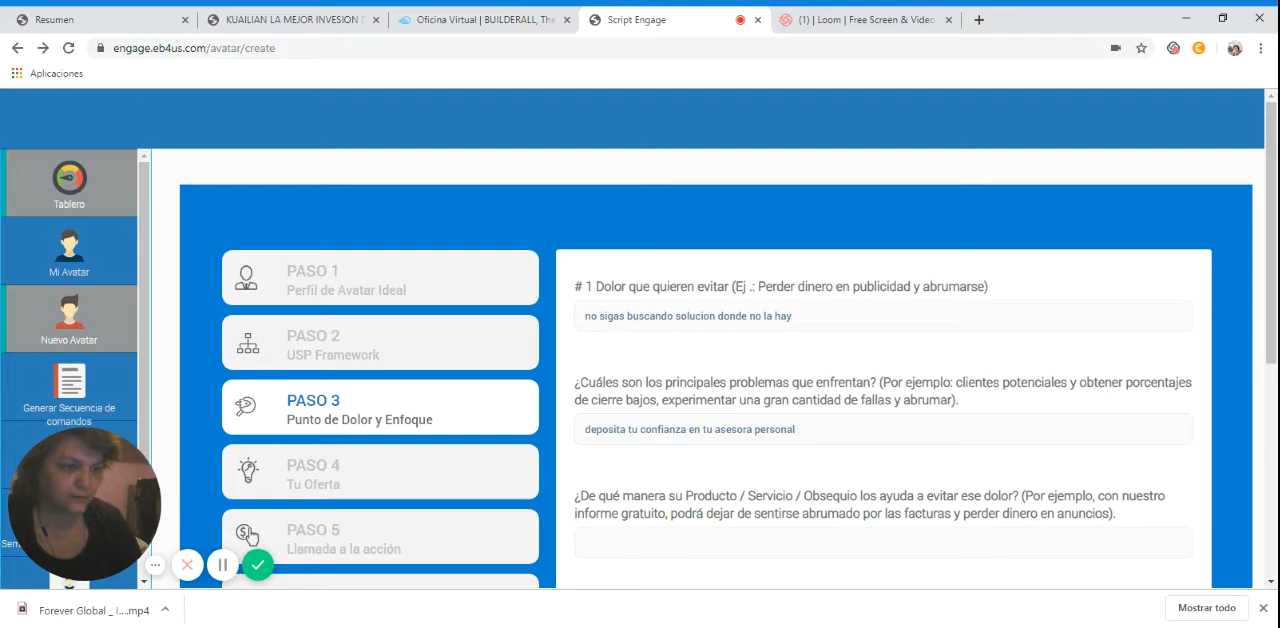 Resumen
KUAILIAN LA MEJOR INVESION D
Oficina Virtual | BUILDERALL, The
Script Engage
(1) | Loom | Free Screen & Video
engage.eb4us.com/avatar/create
Aplicaciones
Tablero
Mi Avatar
Nuevo Avatar
Generar Secuencia de
comandos
PASO 1
Perfil de Avatar Ideal
PASO 2
USP Framework
PASO 3
Punto de Dolor y Enfoque
PASO 4
Tu Oferta
PASO 5
Llamada a la acción
# 1 Dolor que quieren evitar (Ej .: Perder dinero en publicidad y abrumarse)
no sigas buscando solucion donde no la hay
¿Cuáles son los principales problemas que enfrentan? (Por ejemplo: clientes potenciales y obtener porcentajes
de cierre bajos, experimentar una gran cantidad de fallas y abrumar).
deposita tu confianza en tu asesora personal
¿De qué manera su Producto / Servicio / Obsequio los ayuda a evitar ese dolor? (Por ejemplo, con nuestro
informe gratuito, podrá dejar de sentirse abrumado por las facturas y perder dinero en anuncios).
Forever Global _ I....mp4
Mostrar todo